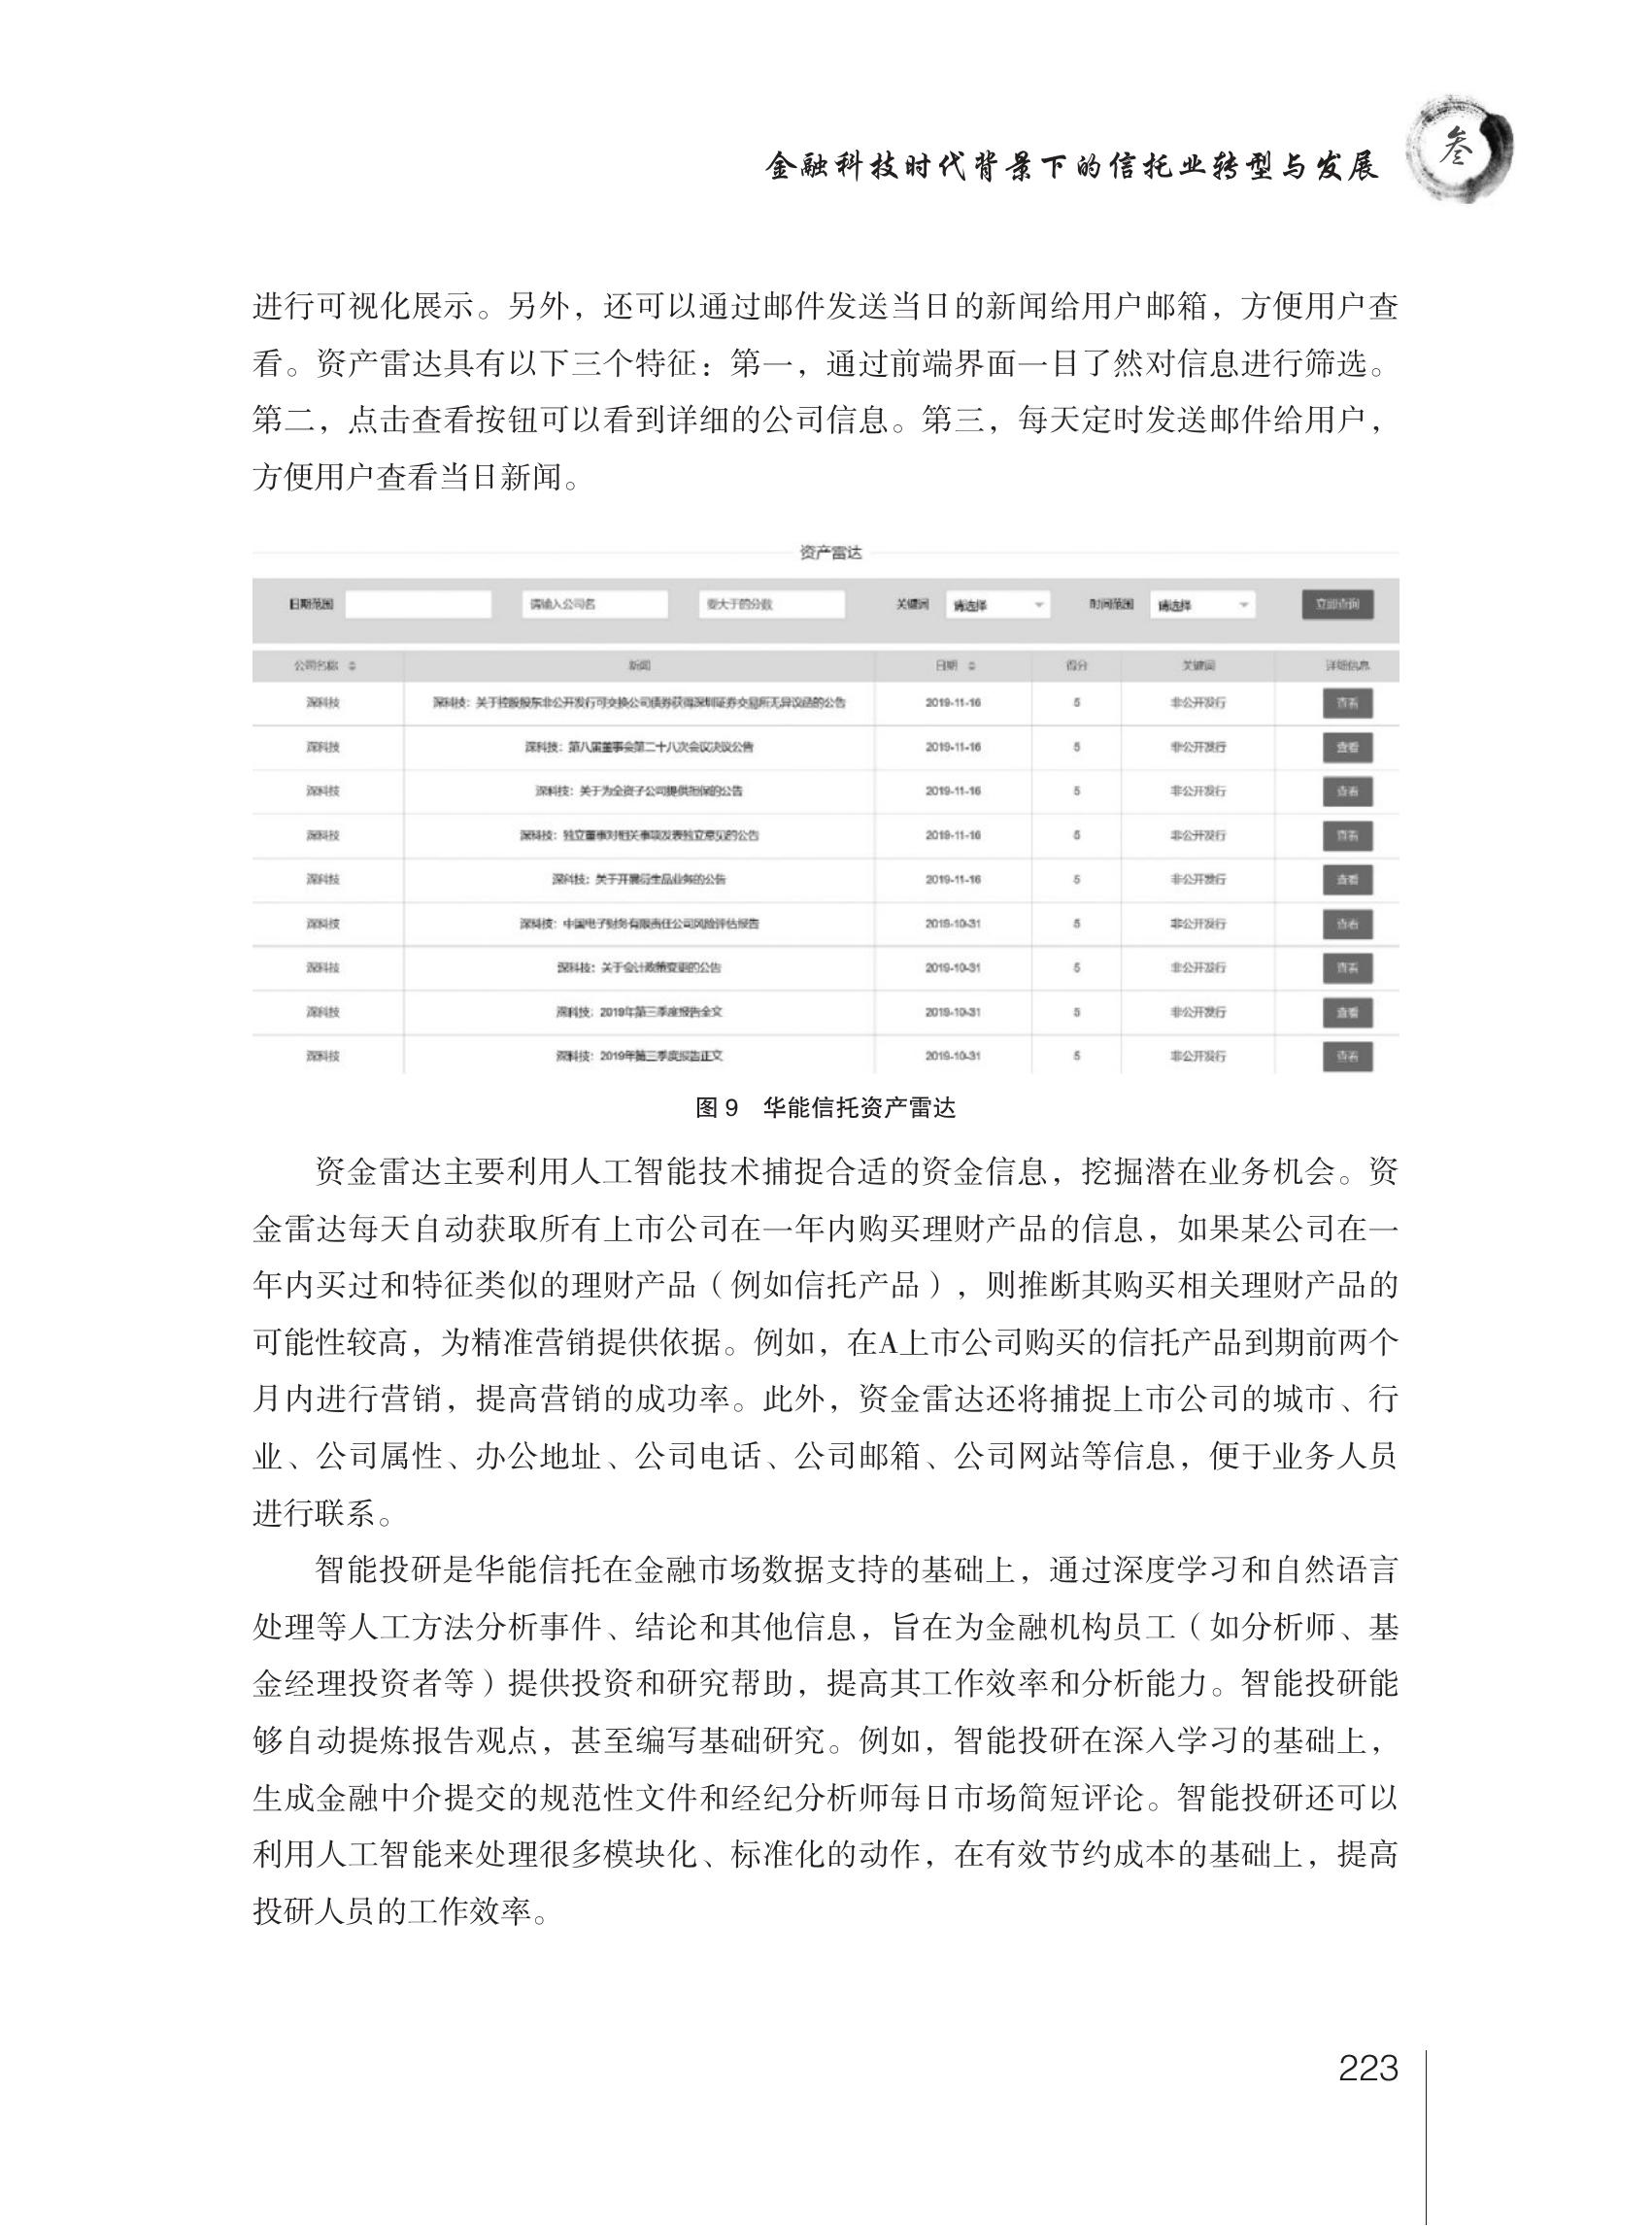 金融科技时代背景下的信托业转型与发展
叁
进行可视化展示。另外，还可以通过邮件发送当日的新闻给用户邮箱，方便用户查
看。资产雷达具有以下三个特征：第一，通过前端界面一目了然对信息进行筛选。
第二，点击查看按钮可以看到详细的公司信息。第三，每天定时发送邮件给用户，
方便用户查看当日新闻。
资产雷达
日期范围 请输入公司名 要大于的分数 关键词 请选择 时间范围 请选择 立即查询
公司名称 新闻 日期 得分 关键词 详细信息
深科技 深科技：关于控股股东非公开发行可交换公司债券获得深圳证券交易所无异议函的公告 2019-11-16 5 非公开发行 查看
深科技 深科技：第八届董事会第二十八次会议决议公告 2019-11-16 5 非公开发行 查看
深科技 深科技：关于为全资子公司提供担保的公告 2019-11-16 5 非公开发行 查看
深科技 深科技：独立董事对相关事项发表独立意见的公告 2019-11-16 5 非公开发行 查看
深科技 深科技：关于开展衍生品业务的公告 2019-11-16 5 非公开发行 查看
深科技 深科技：中国电子财务有限责任公司风险评估报告 2019-10-31 5 非公开发行 查看
深科技 深科技：关于会计政策变更的公告 2019-10-31 5 非公开发行 查看
深科技 深科技：2019年第三季度报告全文 2019-10-31 5 非公开发行 查看
深科技 深科技：2019年第三季度报告正文 2019-10-31 5 非公开发行 查看
图 9　华能信托资产雷达
资金雷达主要利用人工智能技术捕捉合适的资金信息，挖掘潜在业务机会。资
金雷达每天自动获取所有上市公司在一年内购买理财产品的信息，如果某公司在一
年内买过和特征类似的理财产品（例如信托产品），则推断其购买相关理财产品的
可能性较高，为精准营销提供依据。例如，在A上市公司购买的信托产品到期前两个
月内进行营销，提高营销的成功率。此外，资金雷达还将捕捉上市公司的城市、行
业、公司属性、办公地址、公司电话、公司邮箱、公司网站等信息，便于业务人员
进行联系。
智能投研是华能信托在金融市场数据支持的基础上，通过深度学习和自然语言
处理等人工方法分析事件、结论和其他信息，旨在为金融机构员工（如分析师、基
金经理投资者等）提供投资和研究帮助，提高其工作效率和分析能力。智能投研能
够自动提炼报告观点，甚至编写基础研究。例如，智能投研在深入学习的基础上，
生成金融中介提交的规范性文件和经纪分析师每日市场简短评论。智能投研还可以
利用人工智能来处理很多模块化、标准化的动作，在有效节约成本的基础上，提高
投研人员的工作效率。
223